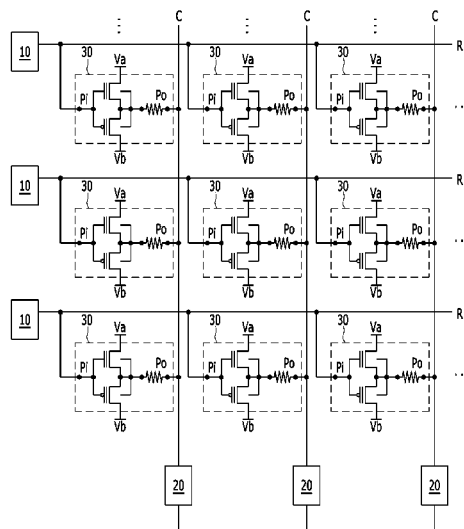 C C C
10 R
30 Va 30 Va 30 Va
Pi Po Pi Po Pi Po
Vb Vb Vb
10 R
30 Va 30 Va 30 Va
Pi Po Pi Po Pi Po
Vb Vb Vb
10 R
30 Va 30 Va 30 Va
Pi Po Pi Po Pi Po
Vb Vb Vb
20 20 20